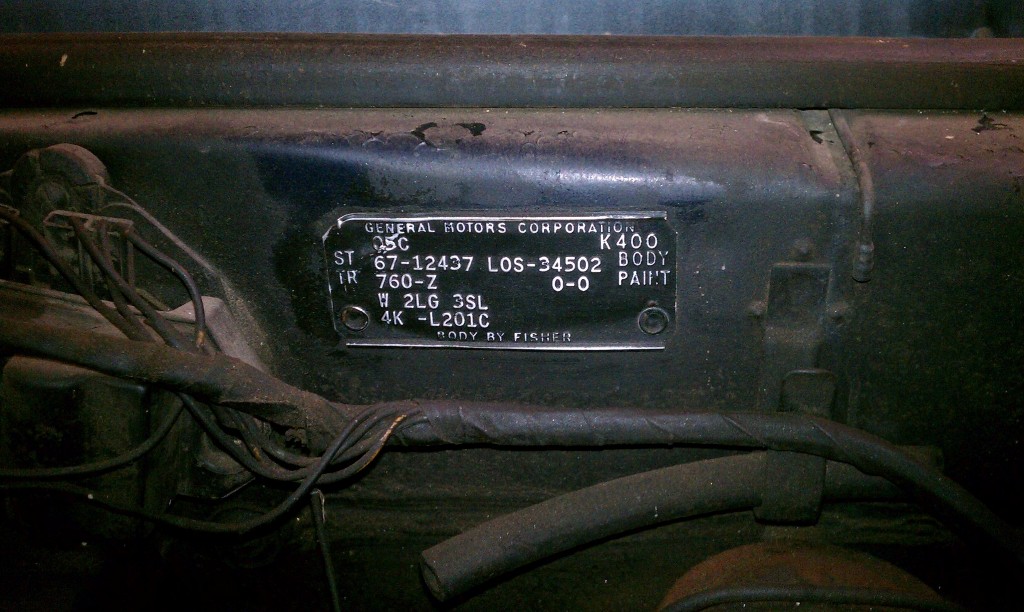 GENERAL MOTORS CORPORATION
05C K400
ST 67-12437 LOS-34502 BODY
TR 760-Z 0-0 PAINT
W 2LG 3SL
4K -L201C
BODY BY FISHER